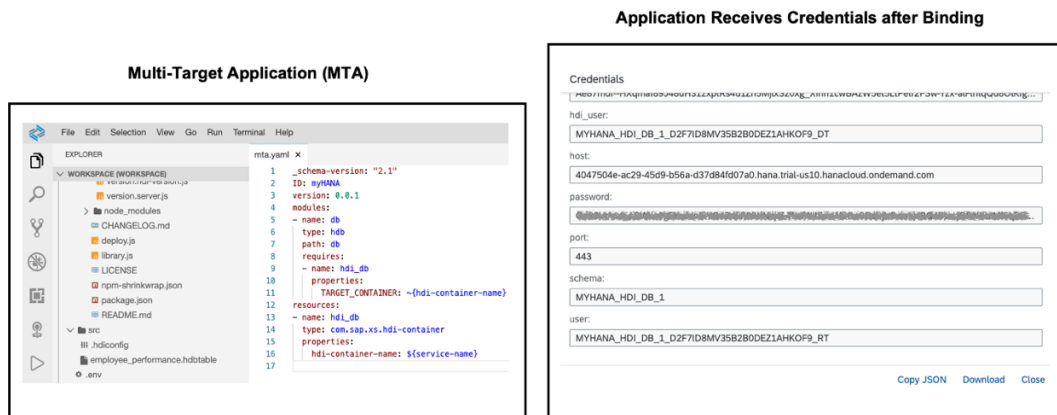 Application Receives Credentials after Binding
Multi-Target Application (MTA)
File Edit Selection View Go Run Terminal Help
EXPLORER
WORKSPACE (WORKSPACE)
version.server.js
node_modules
CHANGELOG.md
deploy.js
library.js
LICENSE
npm-shrinkwrap.json
package.json
README.md
src
.hdiconfig
employee_performance.hdbtable
.env
mta.yaml ×
1 _schema-version: "2.1"
2 ID: myHANA
3 version: 0.0.1
4 modules:
5 - name: db
6 type: hdb
7 path: db
8 requires:
9 - name: hdi_db
10 properties:
11 TARGET_CONTAINER: ~{hdi-container-name}
12 resources:
13 - name: hdi_db
14 type: com.sap.xs.hdi-container
15 properties:
16 hdi-container-name: ${service-name}
17
Credentials
hdi_user:
MYHANA_HDI_DB_1_D2F7ID8MV35B2B0DEZ1AHKOF9_DT
host:
4047504e-ac29-45d9-b56a-d37d84fd07a0.hana.trial-us10.hanacloud.ondemand.com
password:
port:
443
schema:
MYHANA_HDI_DB_1
user:
MYHANA_HDI_DB_1_D2F7ID8MV35B2B0DEZ1AHKOF9_RT
Copy JSON Download Close